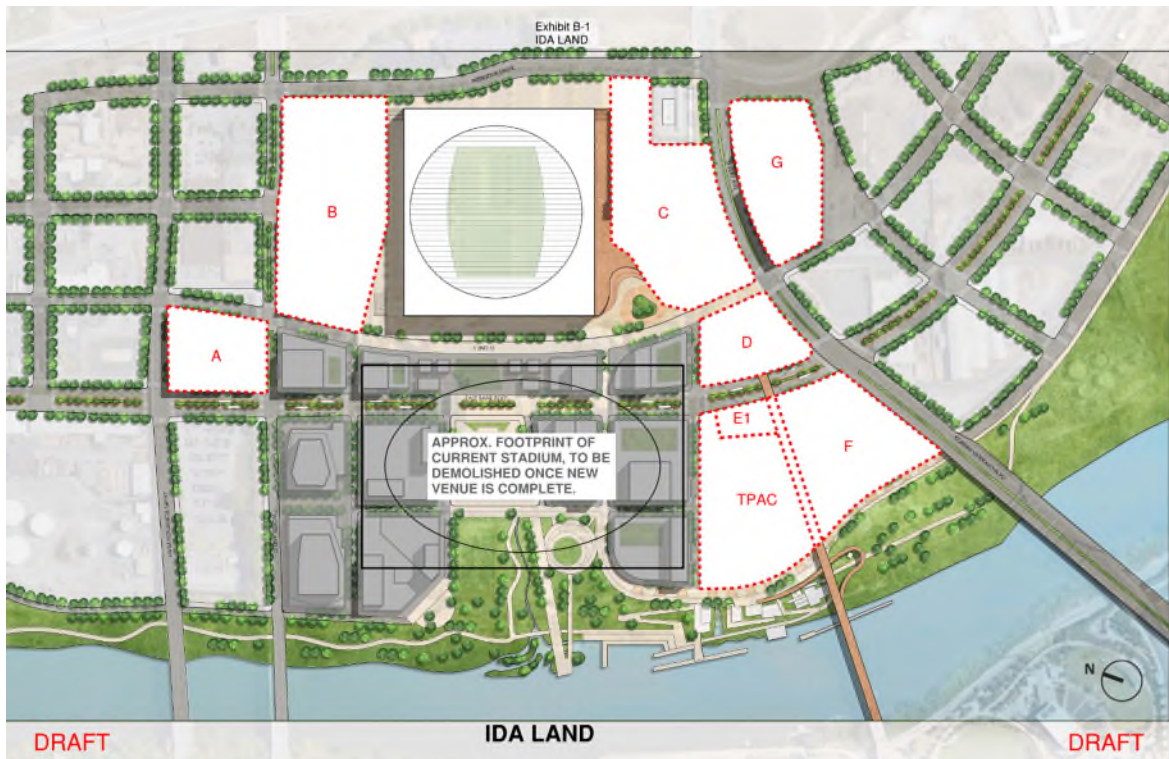 Exhibit B-1
IDA LAND
B
C
G
A
D
E1
F
TPAC
APPROX. FOOTPRINT OF
CURRENT STADIUM, TO BE
DEMOLISHED ONCE NEW
VENUE IS COMPLETE.
N
DRAFT
IDA LAND
DRAFT